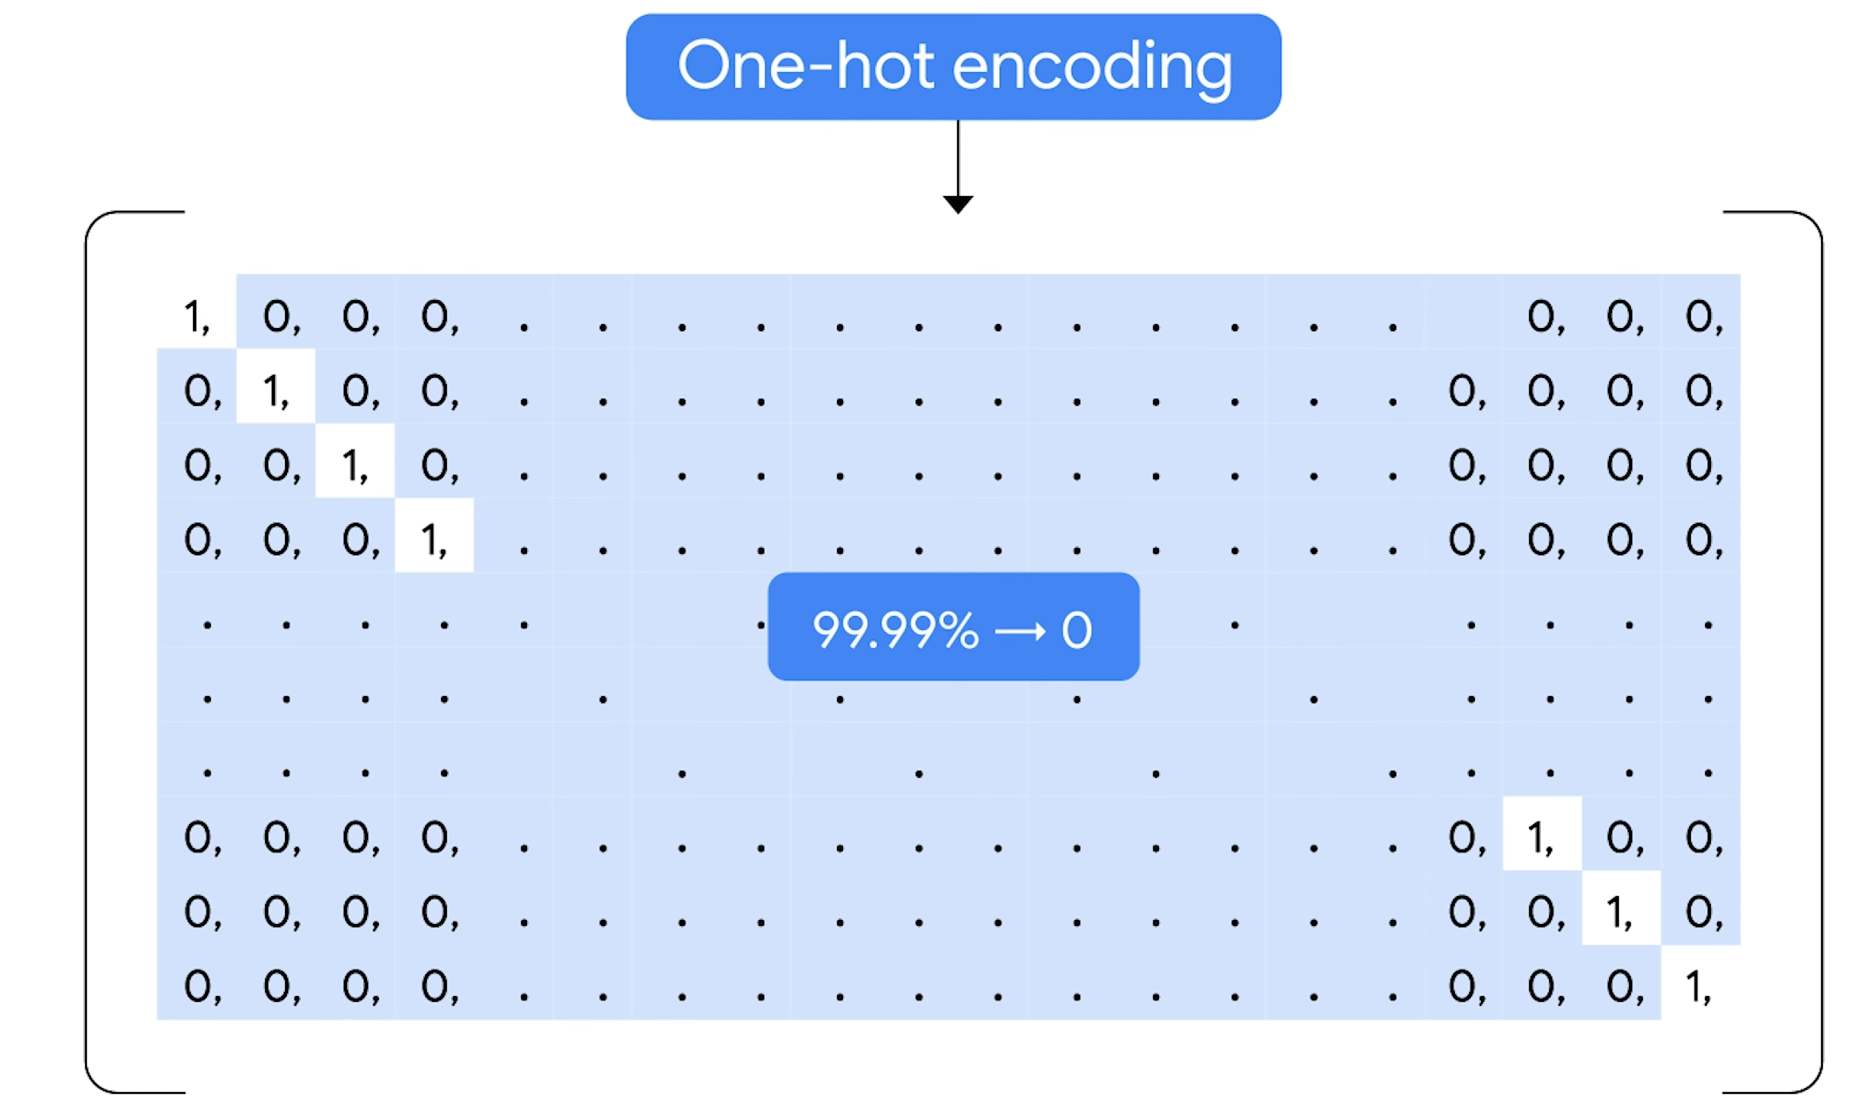 One-hot encoding
1, 0, 0, 0, . . . . . . . . . . . . 0, 0, 0,
0, 1, 0, 0, . . . . . . . . . . . . 0, 0, 0, 0,
0, 0, 1, 0, . . . . . . . . . . . . 0, 0, 0, 0,
0, 0, 0, 1, . . . . . . . . . . . . 0, 0, 0, 0,
. . . . . . 99.99% → 0 . . . . .
. . . . . . . . . . . .
. . . . . . . . . . . .
0, 0, 0, 0, . . . . . . . . . . . . 0, 1, 0, 0,
0, 0, 0, 0, . . . . . . . . . . . . 0, 0, 1, 0,
0, 0, 0, 0, . . . . . . . . . . . . 0, 0, 0, 1,